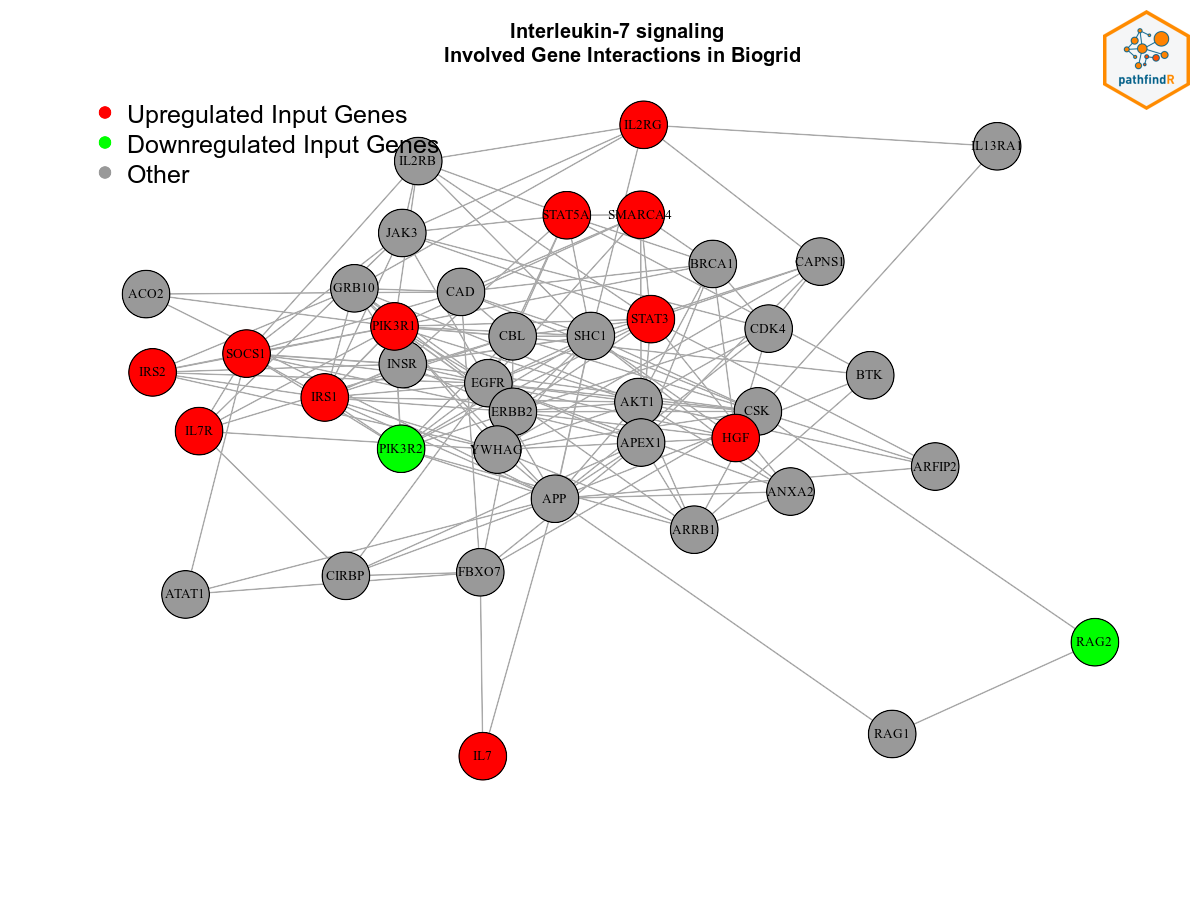 Interleukin-7 signaling
Involved Gene Interactions in Biogrid
pathfindR
Upregulated Input Genes
Downregulated Input Genes
Other
IL2RG
IL2RB
IL13RA1
STAT5A
SMARCA4
JAK3
BRCA1
CAPNS1
ACO2
GRB10
CAD
PIK3R1
STAT3
CDK4
CBL
SHC1
SOCS1
IRS2
INSR
EGFR
BTK
IRS1
ERBB2
AKT1
CSK
IL7R
PIK3R2
YWHAG
APEX1
HGF
ARFIP2
APP
ANXA2
ARRB1
CIRBP
FBXO7
ATAT1
RAG2
RAG1
IL7